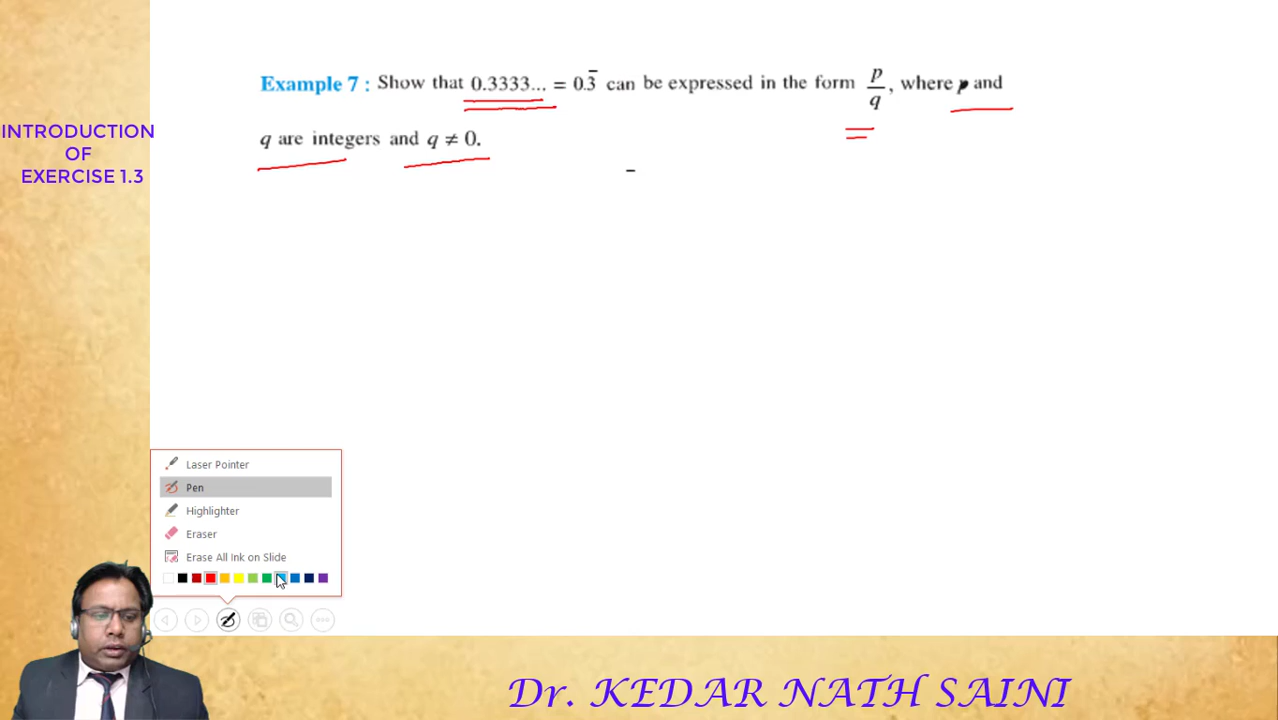 Example 7 : Show that 0.3333... = 0.3̅ can be expressed in the form p/q, where p and
q are integers and q ≠ 0.
INTRODUCTION
OF
EXERCISE 1.3
Laser Pointer
Pen
Highlighter
Eraser
Erase All Ink on Slide
Dr. KEDAR NATH SAINI